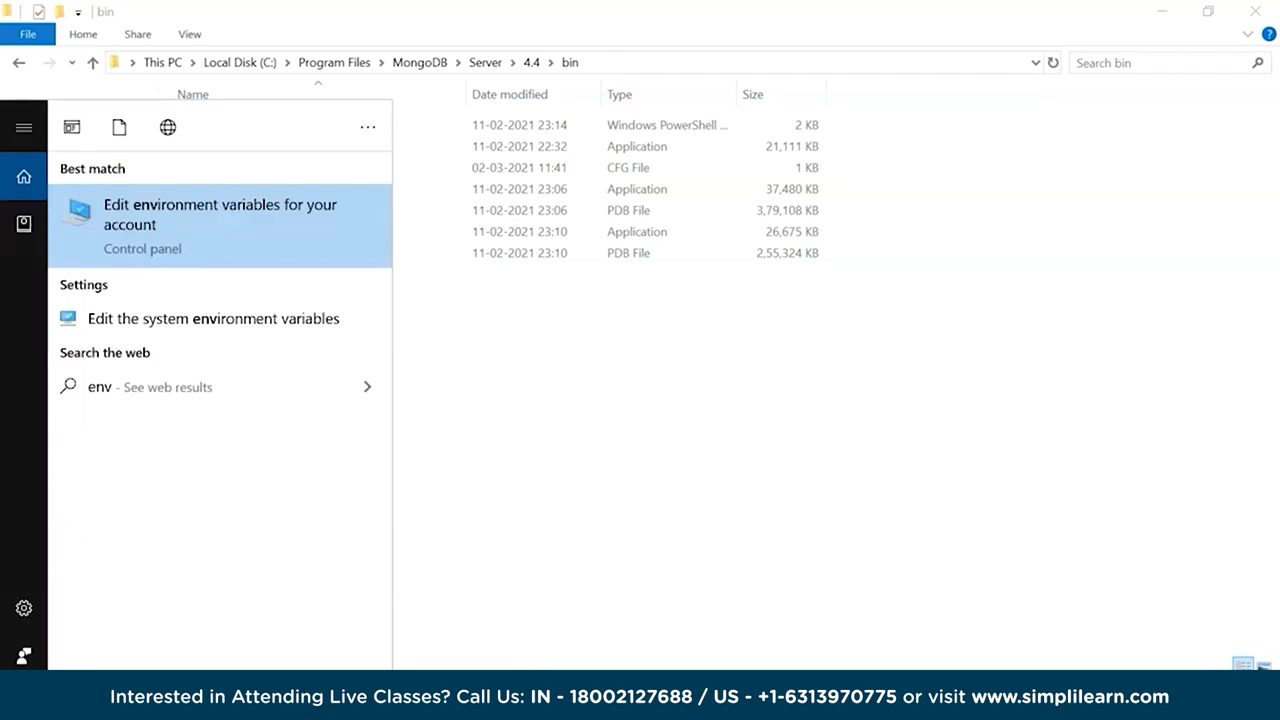 bin
File Home Share View
This PC > Local Disk (C:) > Program Files > MongoDB > Server > 4.4 > bin
Search bin
Name Date modified Type Size
11-02-2021 23:14 Windows PowerShell ... 2 KB
11-02-2021 22:32 Application 21,111 KB
02-03-2021 11:41 CFG File 1 KB
11-02-2021 23:06 Application 37,480 KB
11-02-2021 23:06 PDB File 3,79,108 KB
11-02-2021 23:10 Application 26,675 KB
11-02-2021 23:10 PDB File 2,55,324 KB
Best match
Edit environment variables for your
account
Control panel
Settings
Edit the system environment variables
Search the web
env - See web results
Interested in Attending Live Classes? Call Us: IN - 18002127688 / US - +1-6313970775 or visit www.simplilearn.com